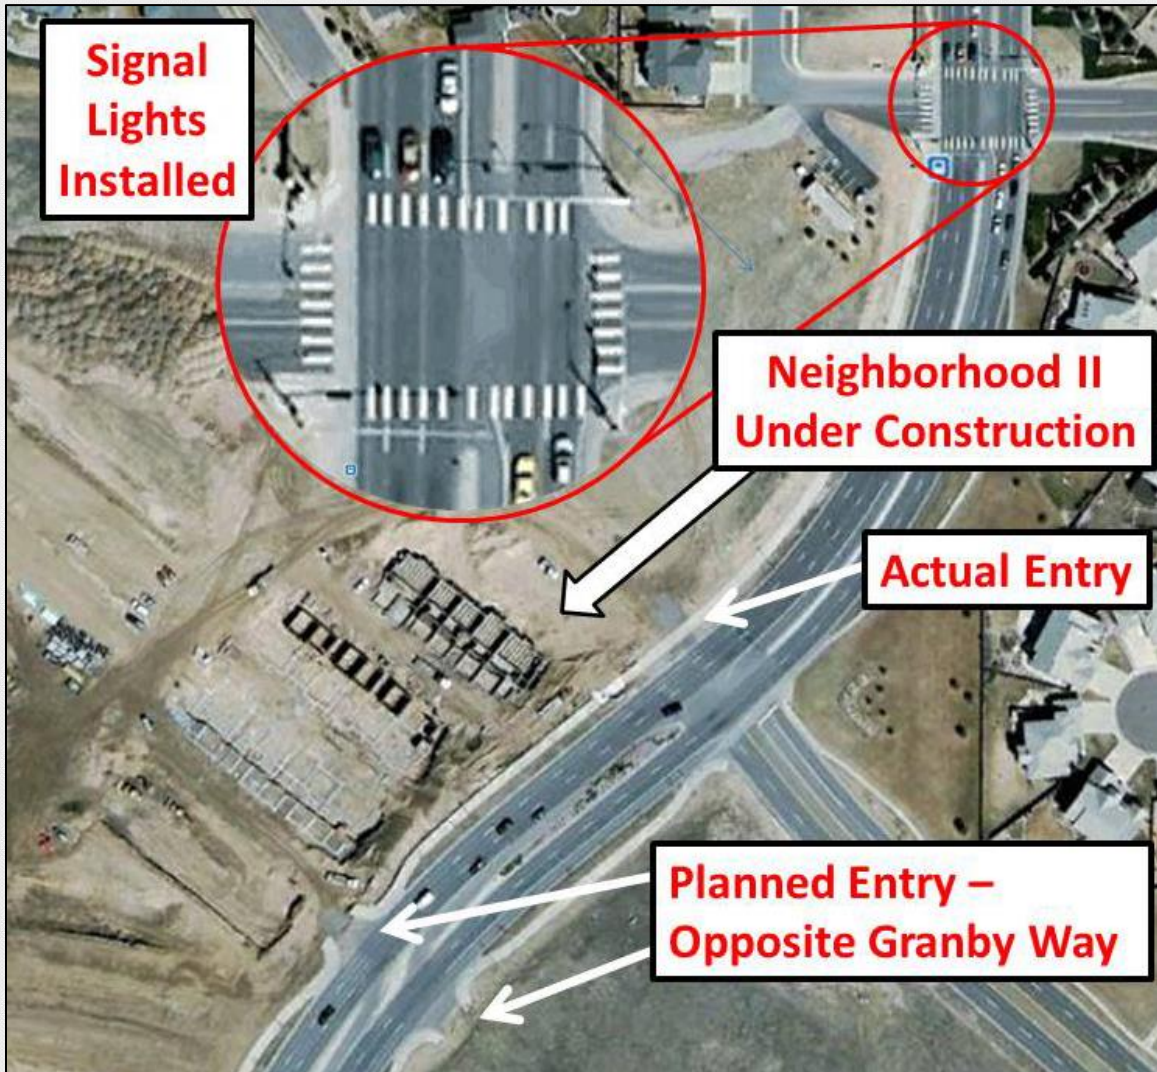 Signal
Lights
Installed
Neighborhood II
Under Construction
Actual Entry
Planned Entry –
Opposite Granby Way